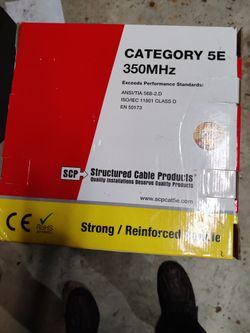 CATEGORY 5E
350MHz
Exceeds Performance Standards:
ANSI/TIA 568-2.D
ISO/IEC 11801 CLASS D
EN 50173
SCP Structured Cable Products
Quality Installations Deserve Quality Products
www.scpcat5e.com
CE RoHS
Strong / Reinforced